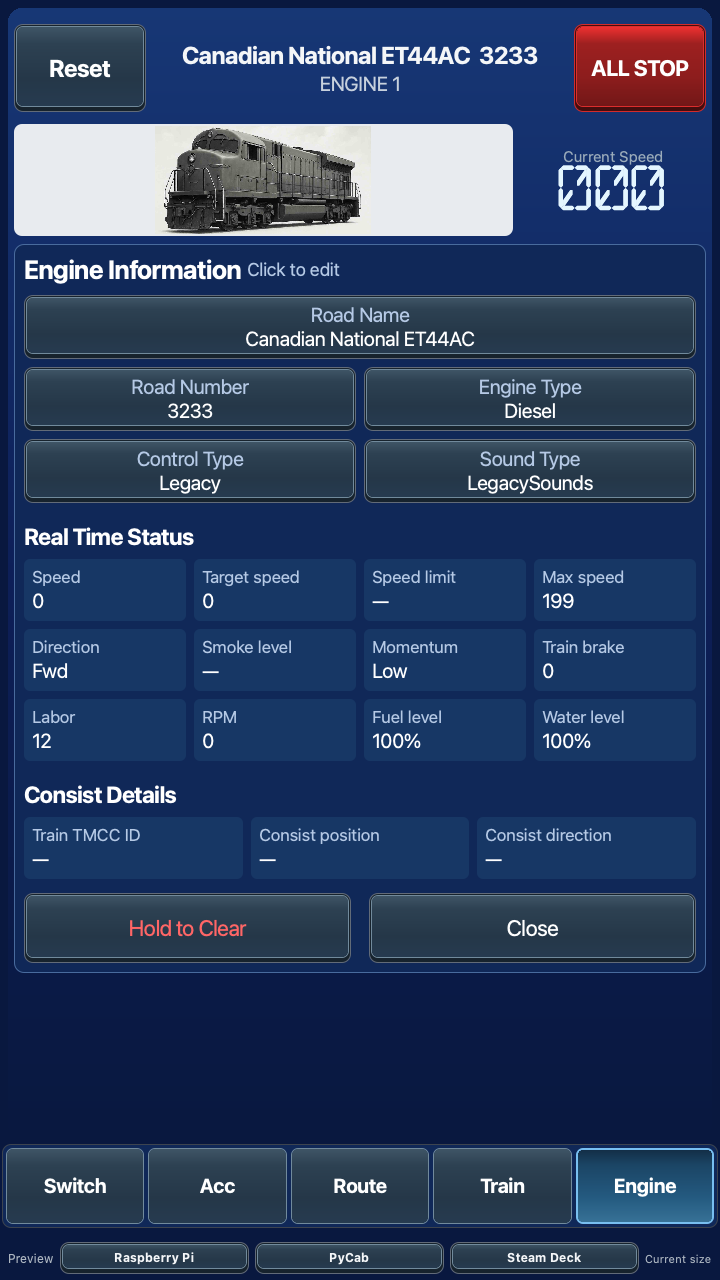 Reset
Canadian National ET44AC 3233
ENGINE 1
ALL STOP
Current Speed
000
Engine Information Click to edit
Road Name
Canadian National ET44AC
Road Number
3233
Engine Type
Diesel
Control Type
Legacy
Sound Type
LegacySounds
Real Time Status
Speed
0
Target speed
0
Speed limit
—
Max speed
199
Direction
Fwd
Smoke level
—
Momentum
Low
Train brake
0
Labor
12
RPM
0
Fuel level
100%
Water level
100%
Consist Details
Train TMCC ID
—
Consist position
—
Consist direction
—
Hold to Clear
Close
Switch
Acc
Route
Train
Engine
Preview
Raspberry Pi
PyCab
Steam Deck
Current size